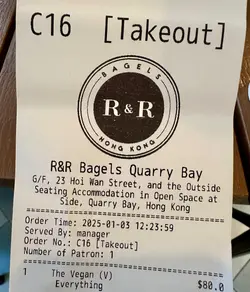 C16 [Takeout]
BAGELS
R & R
HONG KONG
R&R Bagels Quarry Bay
G/F, 23 Hoi Wan Street, and the Outside
Seating Accommodation in Open Space at
Side, Quarry Bay, Hong Kong
Order Time: 2025-01-03 12:23:59
Served By: manager
Order No.: C16 [Takeout]
Number of Patron: 1
1 The Vegan (V) $80.0
Everything